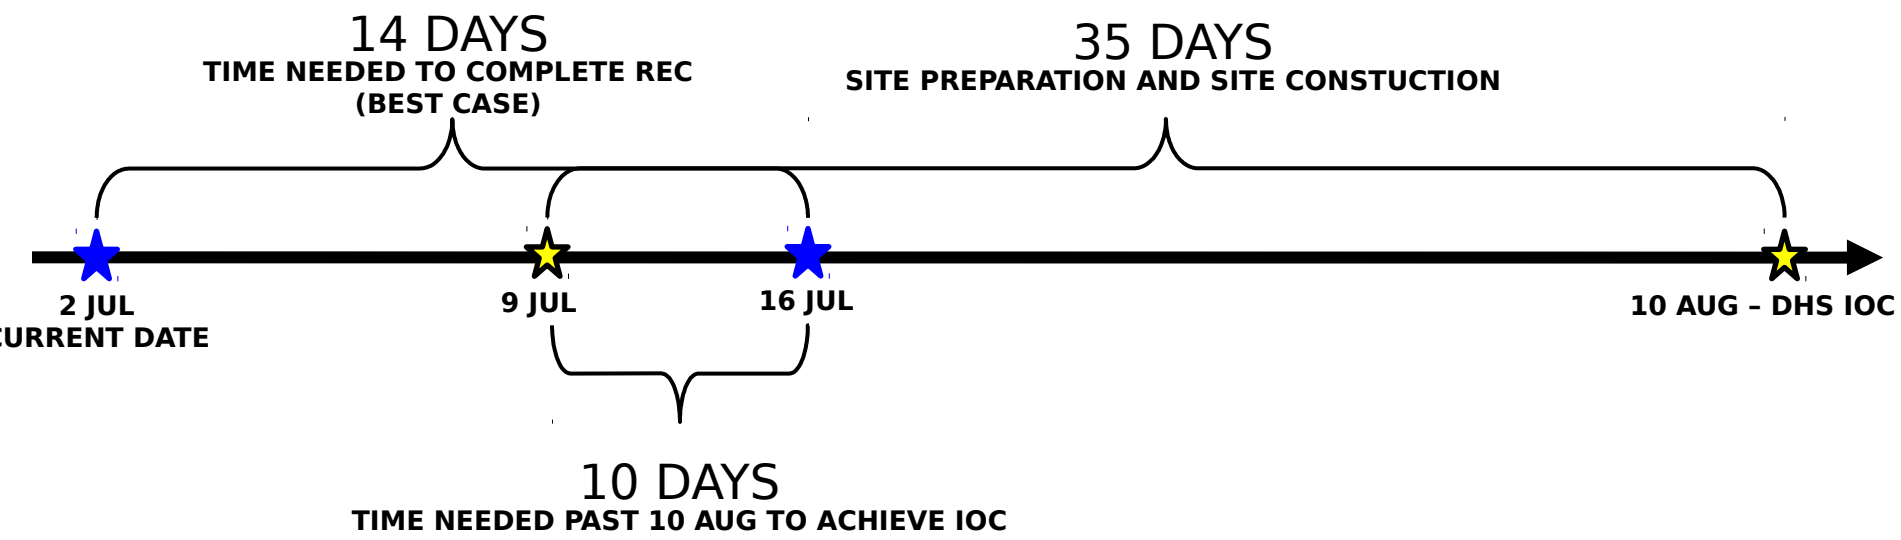 14 DAYS
TIME NEEDED TO COMPLETE REC
(BEST CASE)
35 DAYS
SITE PREPARATION AND SITE CONSTUCTION
2 JUL
CURRENT DATE
9 JUL
16 JUL
10 AUG – DHS IOC
10 DAYS
TIME NEEDED PAST 10 AUG TO ACHIEVE IOC